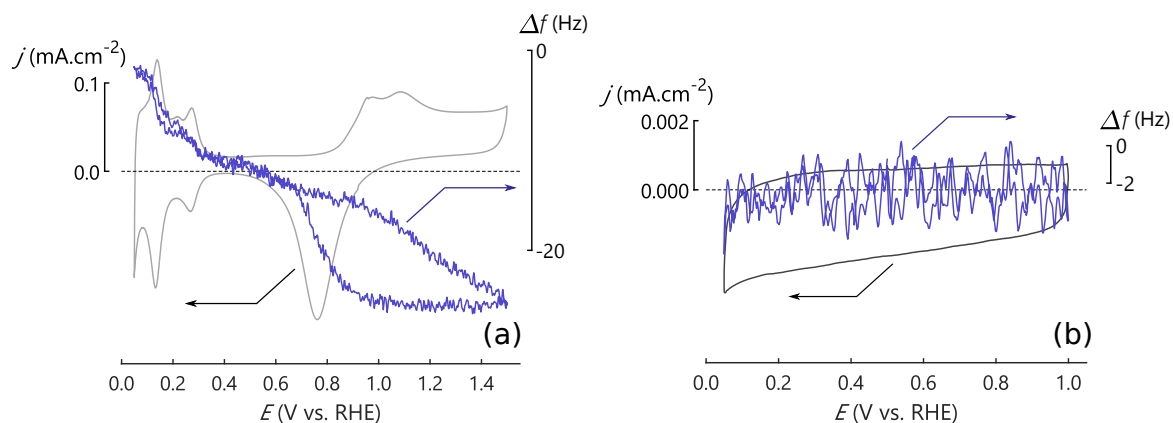 Δf (Hz)
j (mA.cm-2)
0
0.1
0.0
-20
(a)
0.0 0.2 0.4 0.6 0.8 1.0 1.2 1.4
E (V vs. RHE)
j (mA.cm-2)
0.002
Δf (Hz)
0
-2
0.000
(b)
0.0 0.2 0.4 0.6 0.8 1.0
E (V vs. RHE)